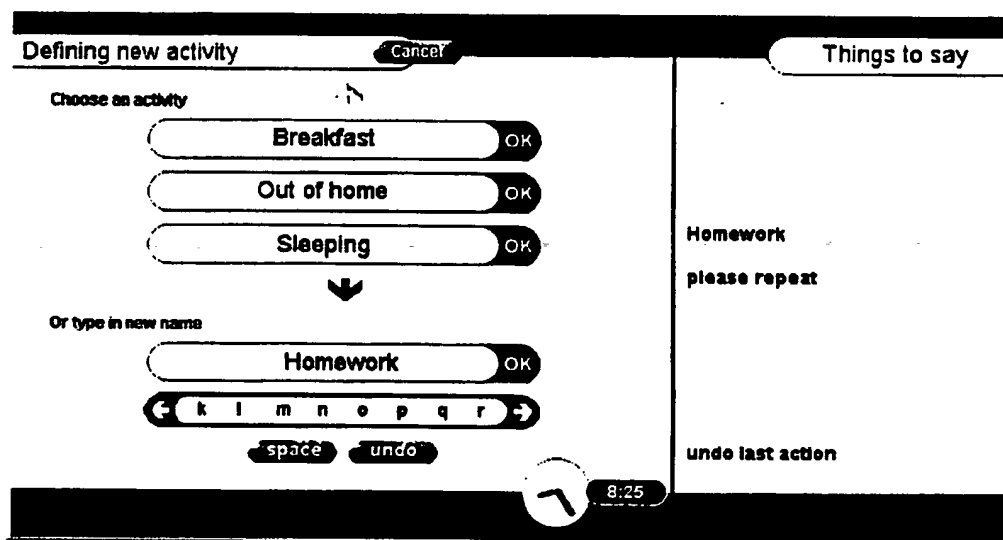 Defining new activity
Cancel
Things to say
Choose an activity
Breakfast OK
Out of home OK
Sleeping OK
Homework
please repeat
Or type in new name
Homework OK
k l m n o p q r
space undo
undo last action
8:25